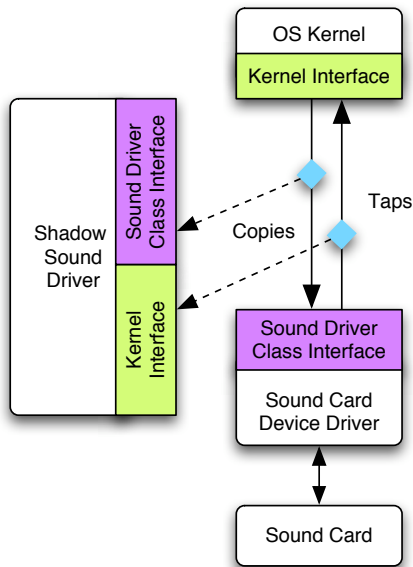 OS Kernel
Kernel Interface
Sound Driver
Class Interface
Kernel
Interface
Shadow
Sound
Driver
Copies
Taps
Sound Driver
Class Interface
Sound Card
Device Driver
Sound Card